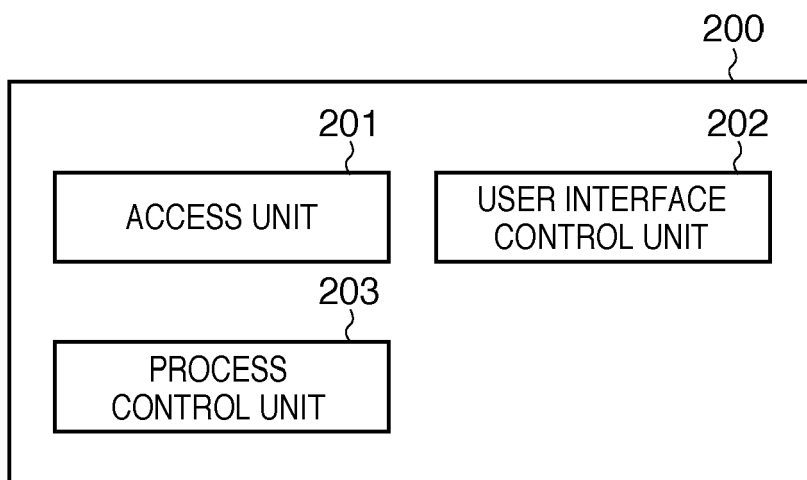 200
201
202
ACCESS UNIT
USER INTERFACE
CONTROL UNIT
203
PROCESS
CONTROL UNIT